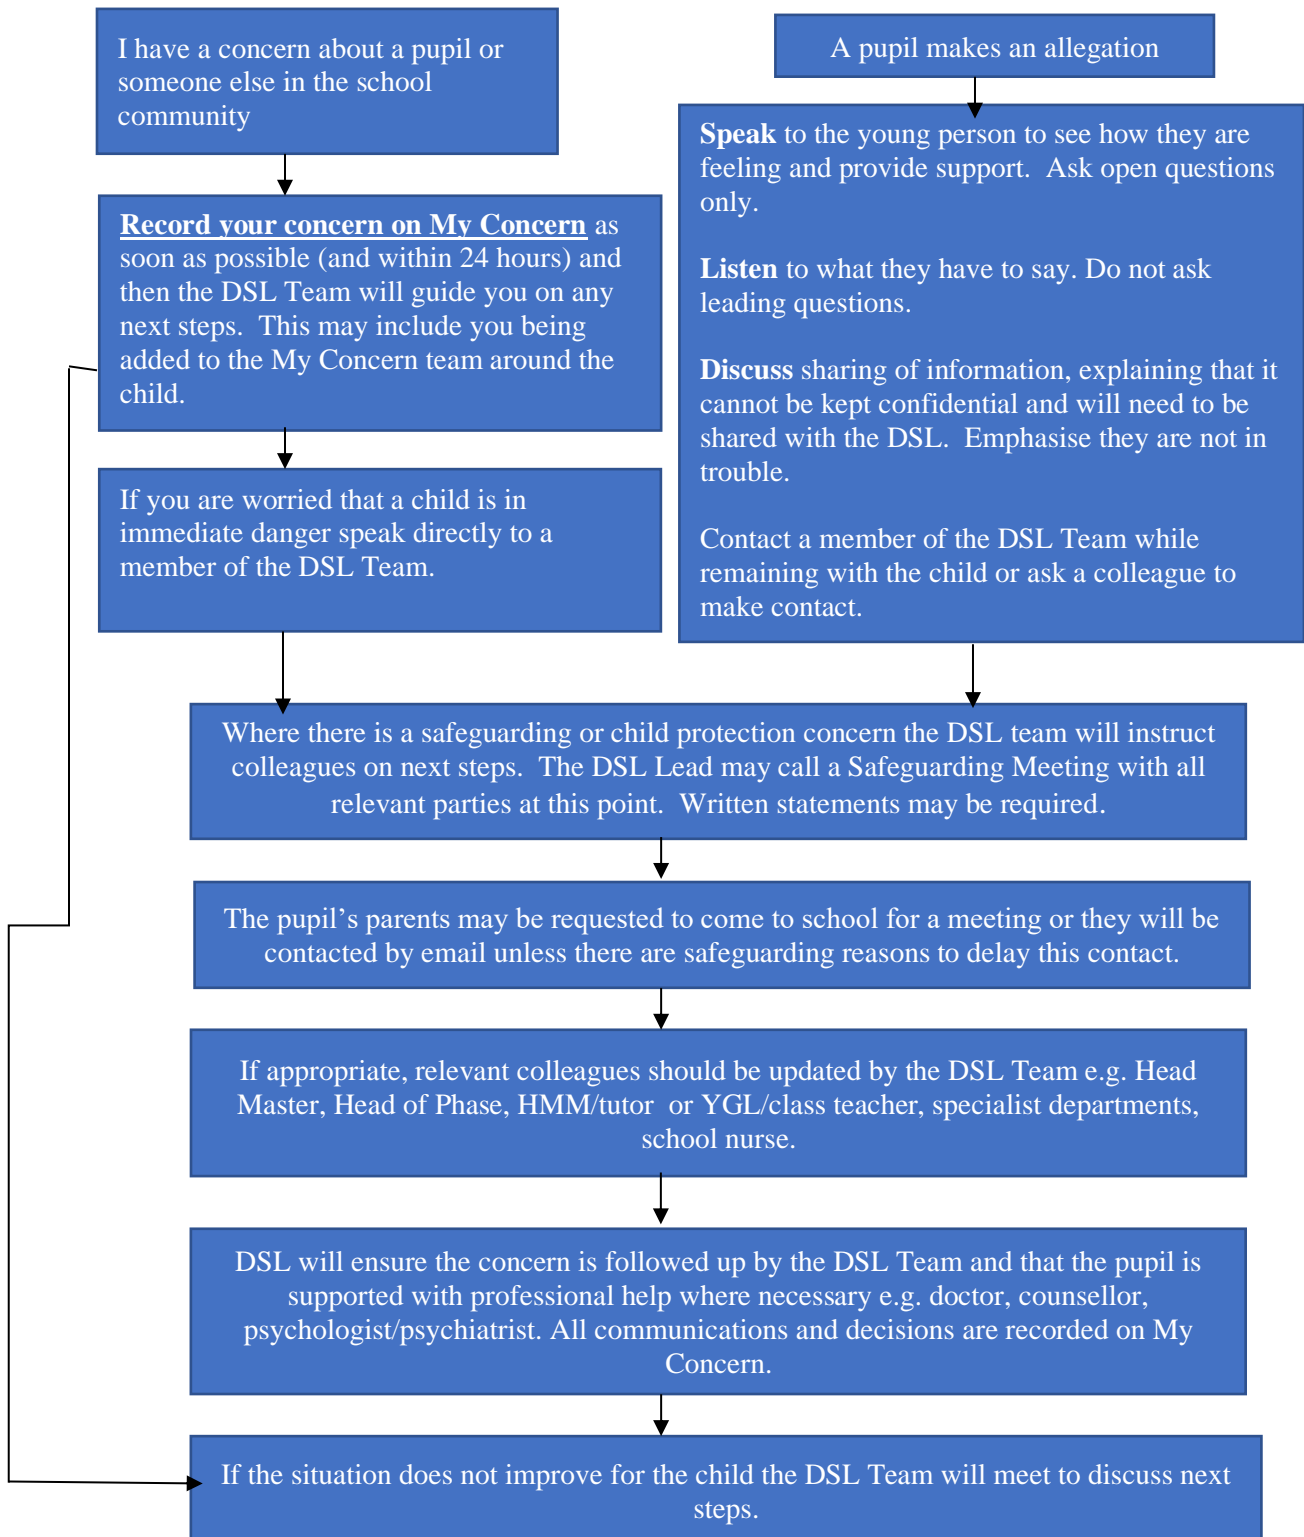 I have a concern about a pupil or
someone else in the school
community
Record your concern on My Concern as
soon as possible (and within 24 hours) and
then the DSL Team will guide you on any
next steps.  This may include you being
added to the My Concern team around the
child.
If you are worried that a child is in
immediate danger speak directly to a
member of the DSL Team.
A pupil makes an allegation
Speak to the young person to see how they are
feeling and provide support.  Ask open questions
only.
Listen to what they have to say. Do not ask
leading questions.
Discuss sharing of information, explaining that it
cannot be kept confidential and will need to be
shared with the DSL.  Emphasise they are not in
trouble.
Contact a member of the DSL Team while
remaining with the child or ask a colleague to
make contact.
Where there is a safeguarding or child protection concern the DSL team will instruct
colleagues on next steps.  The DSL Lead may call a Safeguarding Meeting with all
relevant parties at this point.  Written statements may be required.
The pupil’s parents may be requested to come to school for a meeting or they will be
contacted by email unless there are safeguarding reasons to delay this contact.
If appropriate, relevant colleagues should be updated by the DSL Team e.g. Head
Master, Head of Phase, HMM/tutor  or YGL/class teacher, specialist departments,
school nurse.
DSL will ensure the concern is followed up by the DSL Team and that the pupil is
supported with professional help where necessary e.g. doctor, counsellor,
psychologist/psychiatrist. All communications and decisions are recorded on My
Concern.
If the situation does not improve for the child the DSL Team will meet to discuss next
steps.